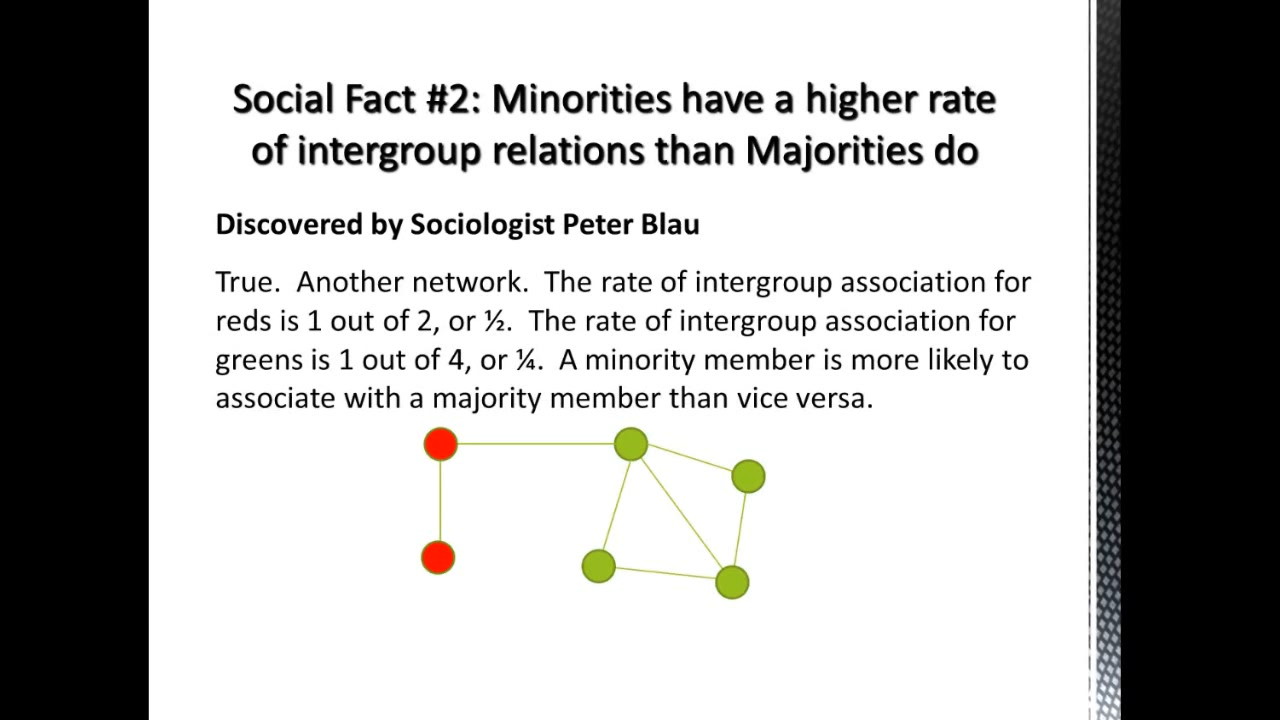 Social Fact #2: Minorities have a higher rate
of intergroup relations than Majorities do
Discovered by Sociologist Peter Blau
True.  Another network.  The rate of intergroup association for
reds is 1 out of 2, or ½.  The rate of intergroup association for
greens is 1 out of 4, or ¼.  A minority member is more likely to
associate with a majority member than vice versa.